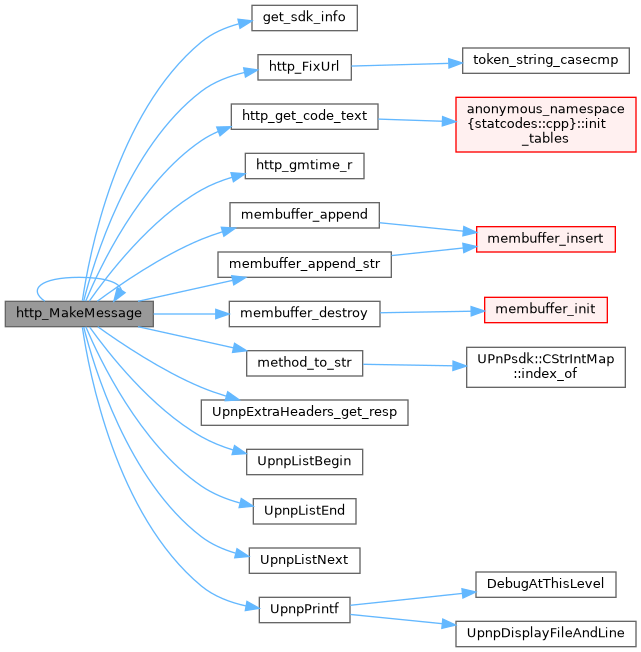 get_sdk_info
http_FixUrl
token_string_casecmp
http_get_code_text
anonymous_namespace
{statcodes::cpp}::init
_tables
http_gmtime_r
membuffer_append
membuffer_insert
membuffer_append_str
http_MakeMessage
membuffer_destroy
membuffer_init
method_to_str
UPnPsdk::CStrIntMap
::index_of
UpnpExtraHeaders_get_resp
UpnpListBegin
UpnpListEnd
UpnpListNext
UpnpPrintf
DebugAtThisLevel
UpnpDisplayFileAndLine